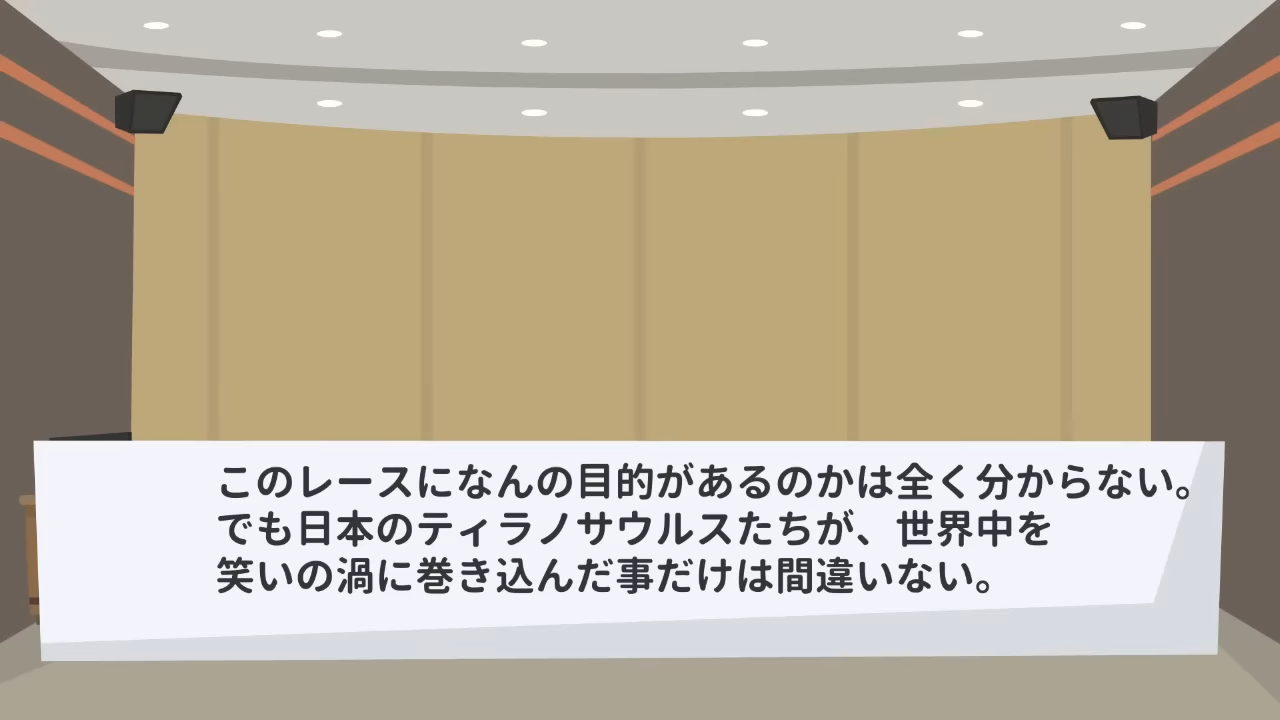 このレースになんの目的があるのかは全く分からない。
でも日本のティラノサウルスたちが、世界中を
笑いの渦に巻き込んだ事だけは間違いない。